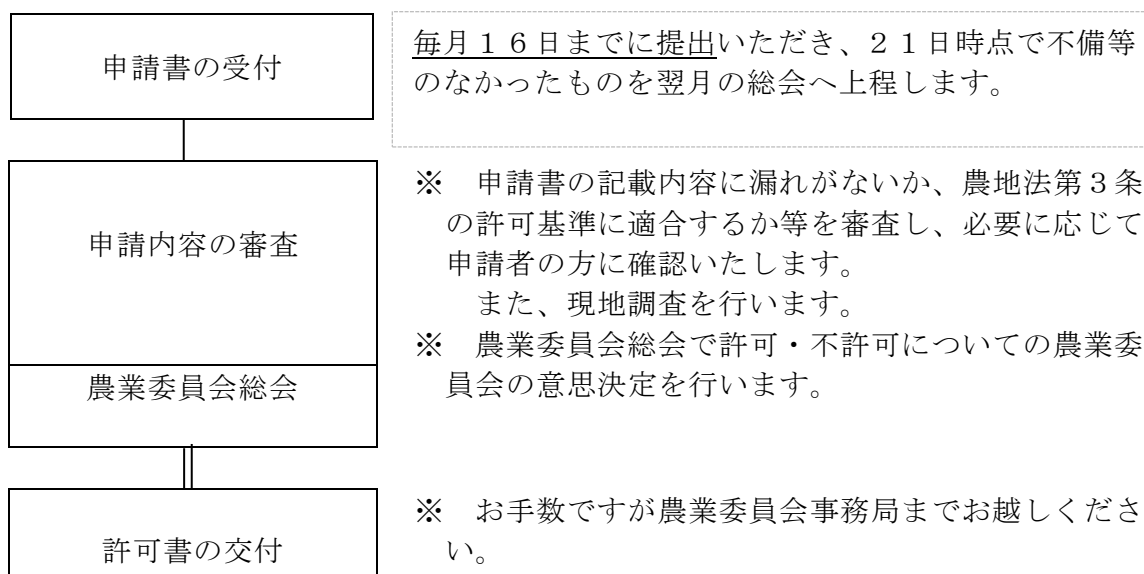 申請書の受付
毎月１６日までに提出いただき、２１日時点で不備等
のなかったものを翌月の総会へ上程します。
申請内容の審査
※　申請書の記載内容に漏れがないか、農地法第３条
の許可基準に適合するか等を審査し、必要に応じて
申請者の方に確認いたします。
また、現地調査を行います。
※　農業委員会総会で許可・不許可についての農業委
員会の意思決定を行います。
農業委員会総会
許可書の交付
※　お手数ですが農業委員会事務局までお越しくださ
い。